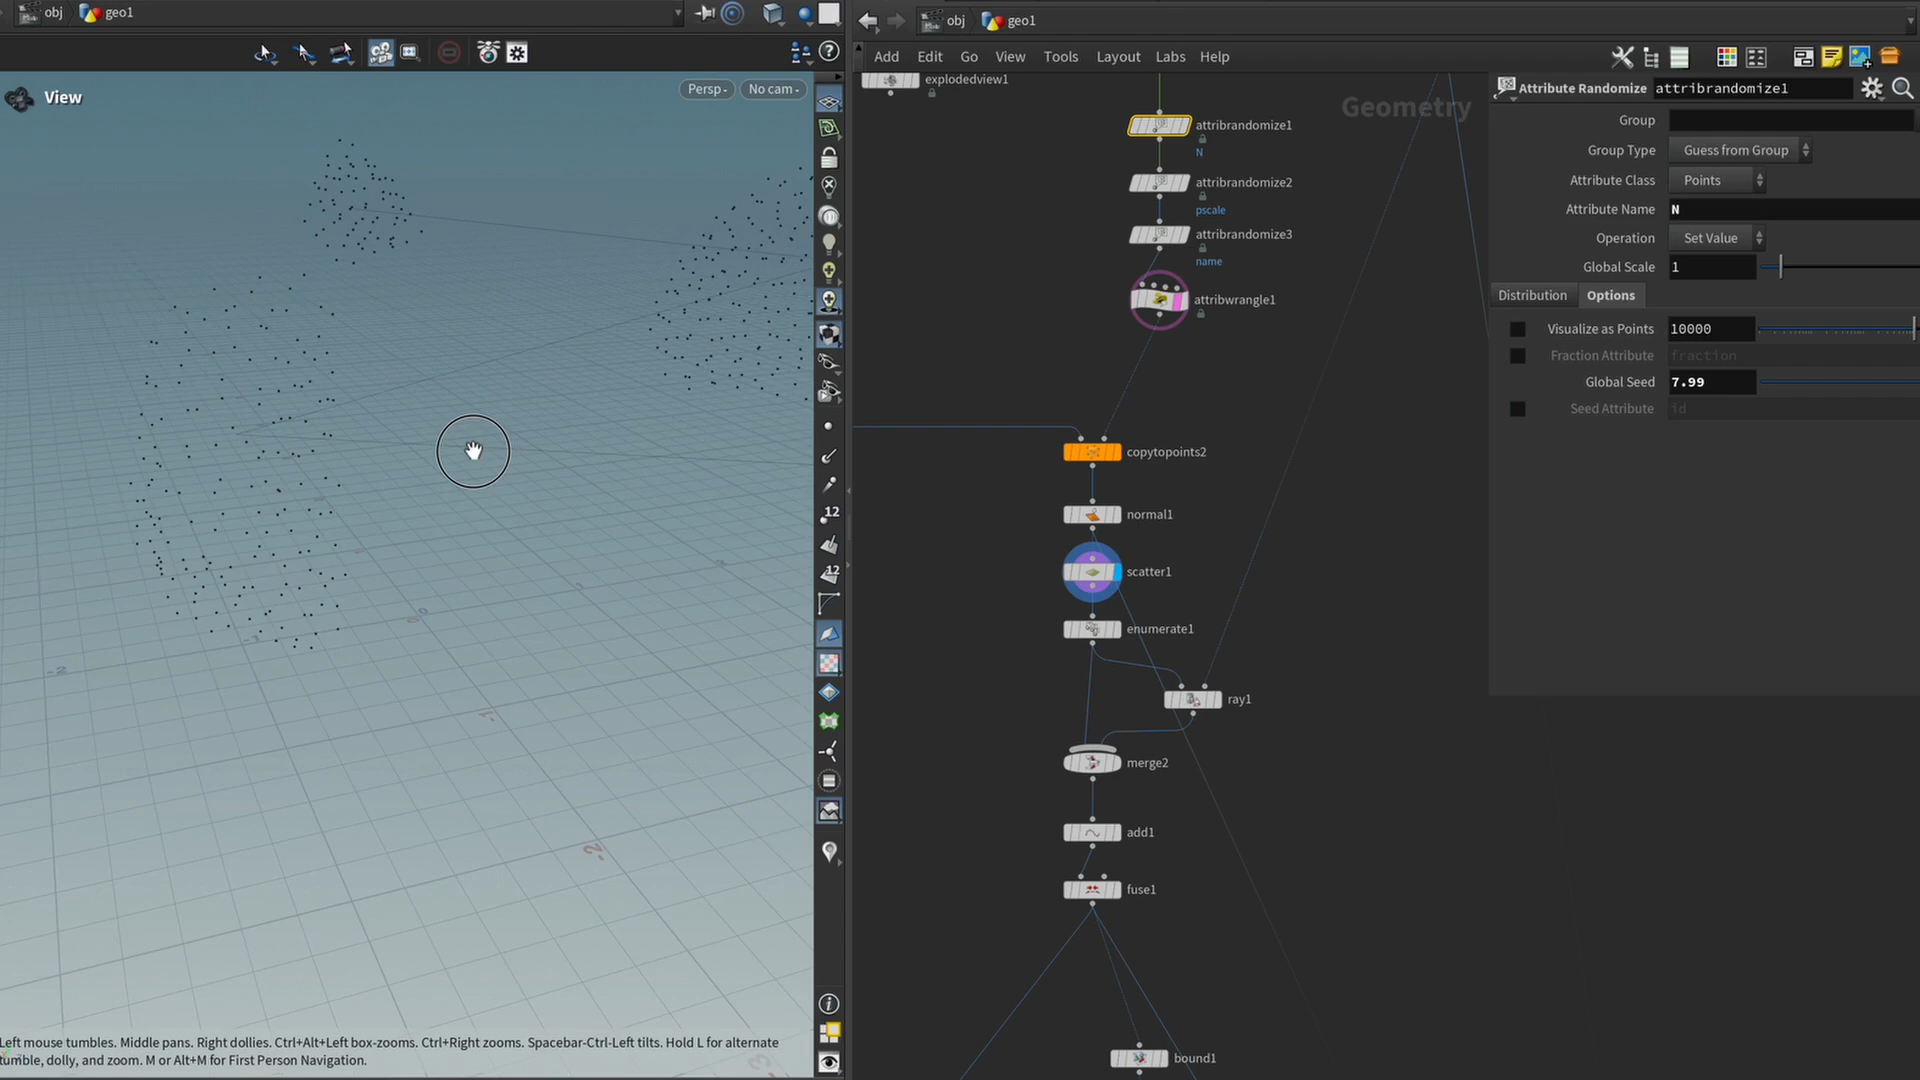 obj geo1
obj geo1
Add Edit Go View Tools Layout Labs Help
View
Persp No cam
explodedview1
Geometry
attribrandomize1
N
attribrandomize2
pscale
attribrandomize3
name
attribwrangle1
copytopoints2
normal1
scatter1
enumerate1
ray1
merge2
add1
fuse1
bound1
Attribute Randomize attribrandomize1
Group
Group Type Guess from Group
Attribute Class Points
Attribute Name N
Operation Set Value
Global Scale 1
Distribution Options
Visualize as Points 10000
Fraction Attribute fraction
Global Seed 7.99
Seed Attribute id
12
12
-2
-1
0
-1
-2
Left mouse tumbles. Middle pans. Right dollies. Ctrl+Alt+Left box-zooms. Ctrl+Right zooms. Spacebar-Ctrl-Left tilts. Hold L for alternate
tumble, dolly, and zoom. M or Alt+M for First Person Navigation.